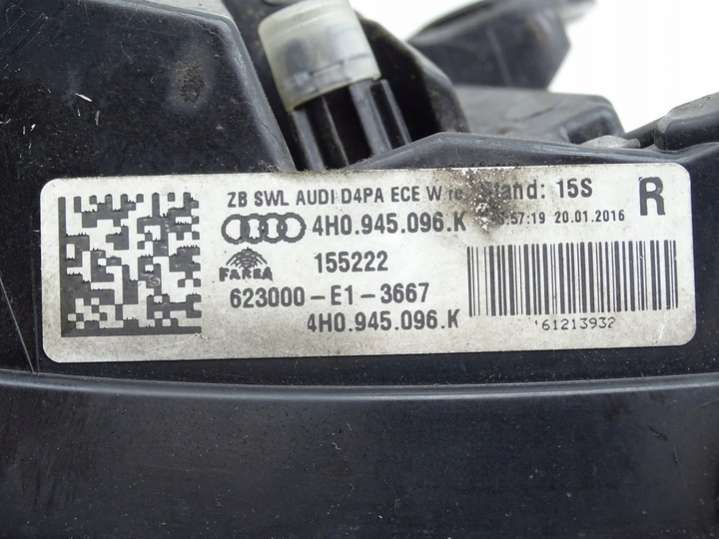 ZB SWL AUDI D4PA ECE W Stand: 15S
R
4H0.945.096.K :57:19 20.01.2016
FARBA 155222
623000-E1-3667
4H0.945.096.K
61213932